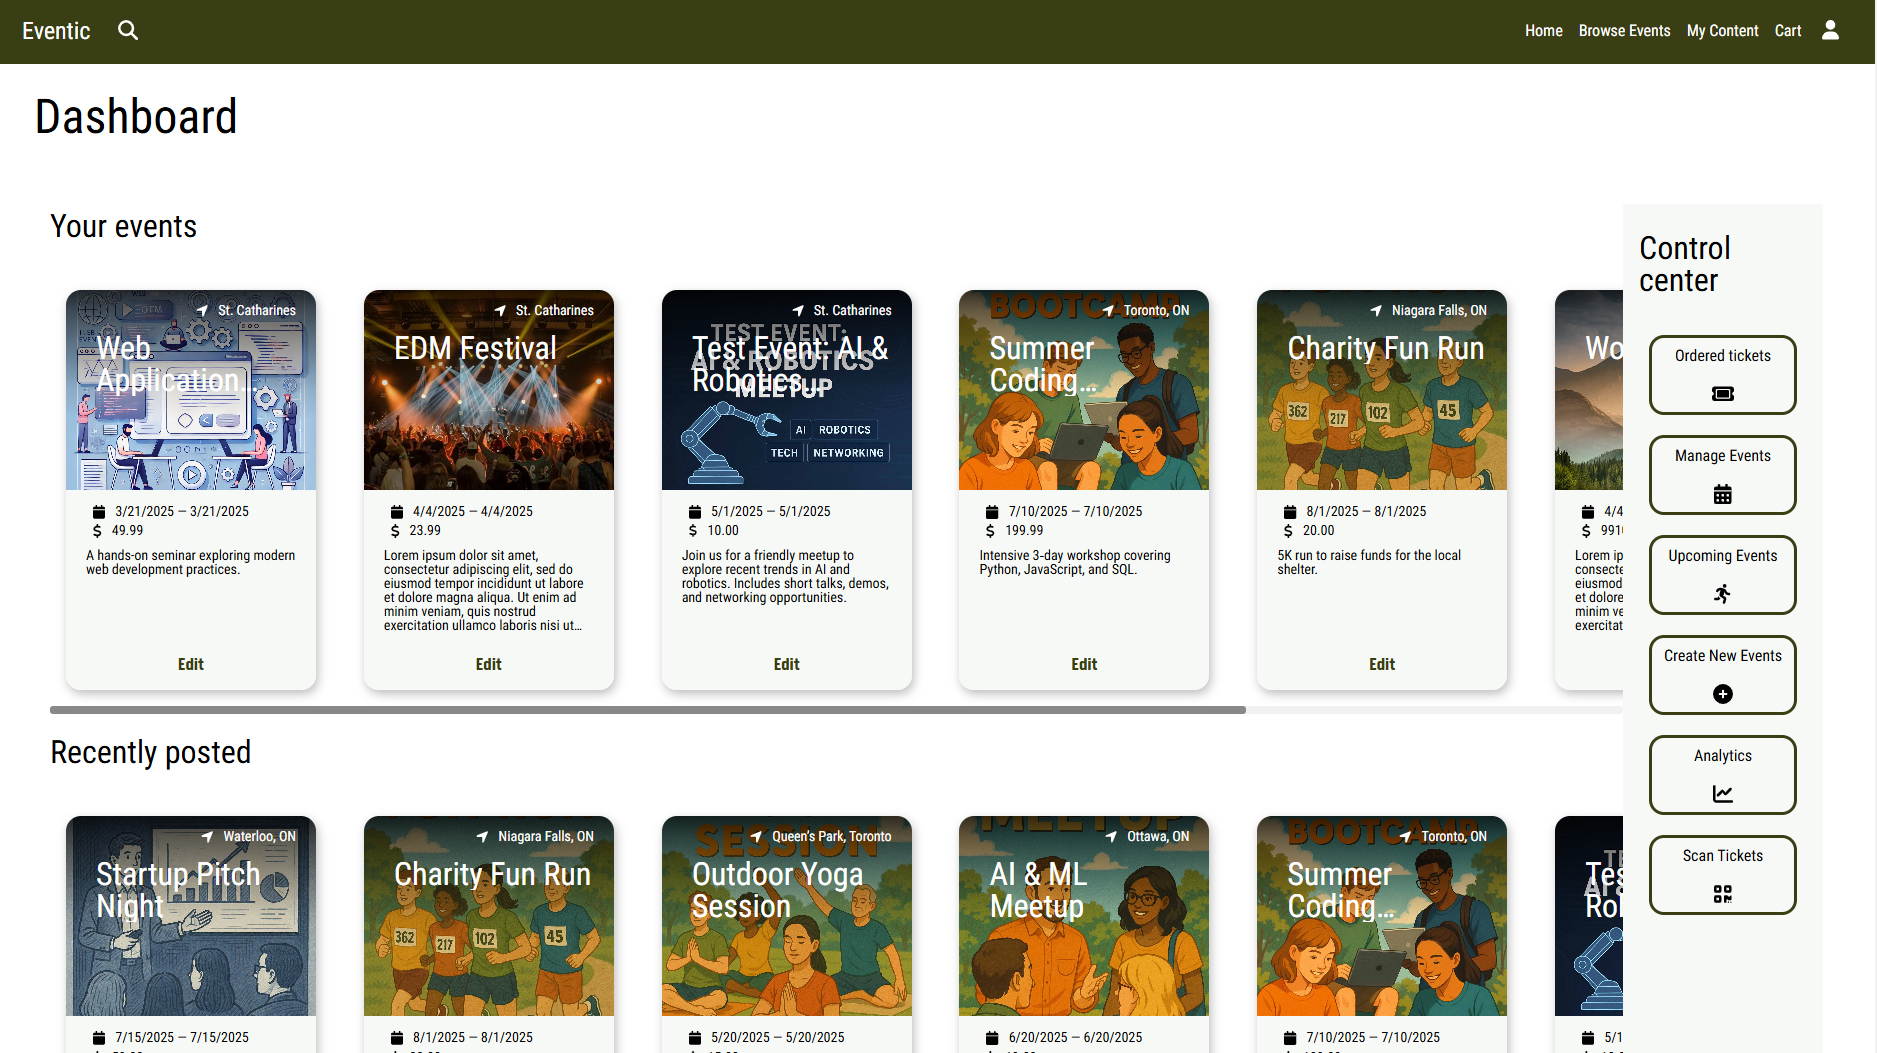 Eventic
Home Browse Events My Content Cart
Dashboard
Your events
St. Catharines
Web
Application...
3/21/2025 – 3/21/2025
49.99
A hands-on seminar exploring modern
web development practices.
Edit
St. Catharines
EDM Festival
4/4/2025 – 4/4/2025
23.99
Lorem ipsum dolor sit amet,
consectetur adipiscing elit, sed do
eiusmod tempor incididunt ut labore
et dolore magna aliqua. Ut enim ad
minim veniam, quis nostrud
exercitation ullamco laboris nisi ut...
Edit
St. Catharines
TEST EVENT:
AI & ROBOTICS
MEETUP
Test Event: AI &
Robotics
AI ROBOTICS
TECH NETWORKING
5/1/2025 – 5/1/2025
10.00
Join us for a friendly meetup to
explore recent trends in AI and
robotics. Includes short talks, demos,
and networking opportunities.
Edit
BOOTCAMP
Toronto, ON
Summer
Coding...
7/10/2025 – 7/10/2025
199.99
Intensive 3-day workshop covering
Python, JavaScript, and SQL.
Edit
Niagara Falls, ON
Charity Fun Run
362 217 102 45
8/1/2025 – 8/1/2025
20.00
5K run to raise funds for the local
shelter.
Edit
Wo
4/4
991
Lorem ip
consecte
eiusmod
et dolore
minim ve
exercitat
Recently posted
Waterloo, ON
Startup Pitch
Night
7/15/2025 – 7/15/2025
Niagara Falls, ON
Charity Fun Run
362 217 102 45
8/1/2025 – 8/1/2025
SESSION
Queen's Park, Toronto
Outdoor Yoga
Session
5/20/2025 – 5/20/2025
MEETUP
Ottawa, ON
AI & ML
Meetup
6/20/2025 – 6/20/2025
BOOTCAMP
Toronto, ON
Summer
Coding...
7/10/2025 – 7/10/2025
Tes
Rol
5/1
Control
center
Ordered tickets
Manage Events
Upcoming Events
Create New Events
Analytics
Scan Tickets